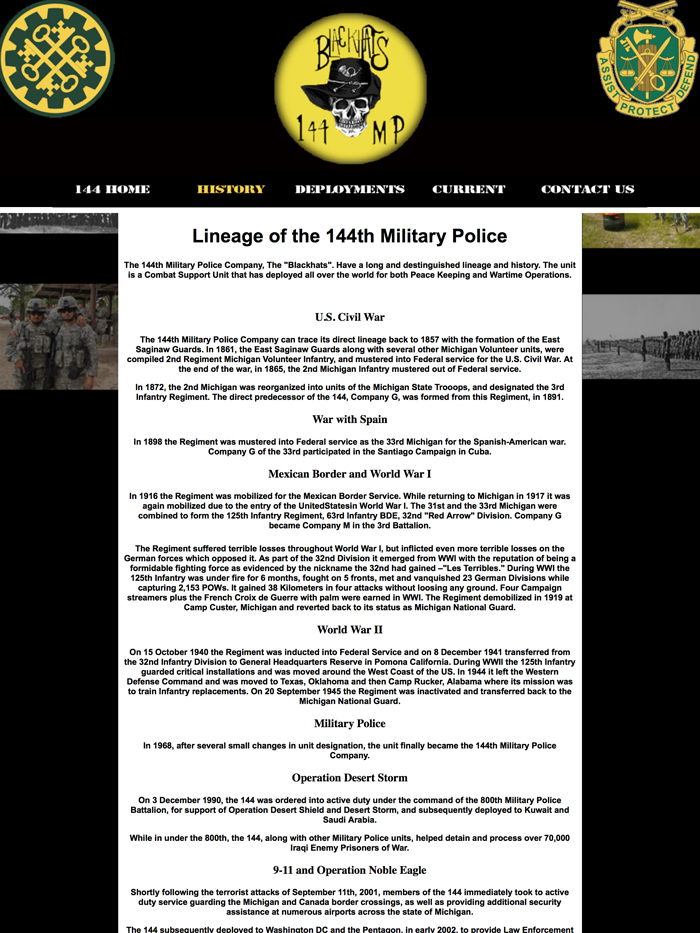 BLACKHATS
144 MP
ASSIST PROTECT DEFEND
144 HOME HISTORY DEPLOYMENTS CURRENT CONTACT US
Lineage of the 144th Military Police
The 144th Military Police Company, The "Blackhats". Have a long and destinguished lineage and history. The unit
is a Combat Support Unit that has deployed all over the world for both Peace Keeping and Wartime Operations.
U.S. Civil War
The 144th Military Police Company can trace its direct lineage back to 1857 with the formation of the East
Saginaw Guards. In 1861, the East Saginaw Guards along with several other Michigan Volunteer units, were
compiled 2nd Regiment Michigan Volunteer Infantry, and mustered into Federal service for the U.S. Civil War. At
the end of the war, in 1865, the 2nd Michigan Infantry mustered out of Federal service.
In 1872, the 2nd Michigan was reorganized into units of the Michigan State Trooops, and designated the 3rd
Infantry Regiment. The direct predecessor of the 144, Company G, was formed from this Regiment, in 1891.
War with Spain
In 1898 the Regiment was mustered into Federal service as the 33rd Michigan for the Spanish-American war.
Company G of the 33rd participated in the Santiago Campaign in Cuba.
Mexican Border and World War I
In 1916 the Regiment was mobilized for the Mexican Border Service. While returning to Michigan in 1917 it was
again mobilized due to the entry of the UnitedStatesin World War I. The 31st and the 33rd Michigan were
combined to form the 125th Infantry Regiment, 63rd Infantry BDE, 32nd "Red Arrow" Division. Company G
became Company M in the 3rd Battalion.
The Regiment suffered terrible losses throughout World War I, but inflicted even more terrible losses on the
German forces which opposed it. As part of the 32nd Division it emerged from WWI with the reputation of being a
formidable fighting force as evidenced by the nickname the 32nd had gained –"Les Terribles." During WWI the
125th Infantry was under fire for 6 months, fought on 5 fronts, met and vanquished 23 German Divisions while
capturing 2,153 POWs. It gained 38 Kilometers in four attacks without loosing any ground. Four Campaign
streamers plus the French Croix de Guerre with palm were earned in WWI. The Regiment demobilized in 1919 at
Camp Custer, Michigan and reverted back to its status as Michigan National Guard.
World War II
On 15 October 1940 the Regiment was inducted into Federal Service and on 8 December 1941 transferred from
the 32nd Infantry Division to General Headquarters Reserve in Pomona California. During WWII the 125th Infantry
guarded critical installations and was moved around the West Coast of the US. In 1944 it left the Western
Defense Command and was moved to Texas, Oklahoma and then Camp Rucker, Alabama where its mission was
to train Infantry replacements. On 20 September 1945 the Regiment was inactivated and transferred back to the
Michigan National Guard.
Military Police
In 1968, after several small changes in unit designation, the unit finally became the 144th Military Police
Company.
Operation Desert Storm
On 3 December 1990, the 144 was ordered into active duty under the command of the 800th Military Police
Battalion, for support of Operation Desert Shield and Desert Storm, and subsequently deployed to Kuwait and
Saudi Arabia.
While in under the 800th, the 144, along with other Military Police units, helped detain and process over 70,000
Iraqi Enemy Prisoners of War.
9-11 and Operation Noble Eagle
Shortly following the terrorist attacks of September 11th, 2001, members of the 144 immediately took to active
duty service guarding the Michigan and Canada border crossings, as well as providing additional security
assistance at numerous airports across the state of Michigan.
The 144 subsequently deployed to Washington DC and the Pentagon, in early 2002, to provide Law Enforcement